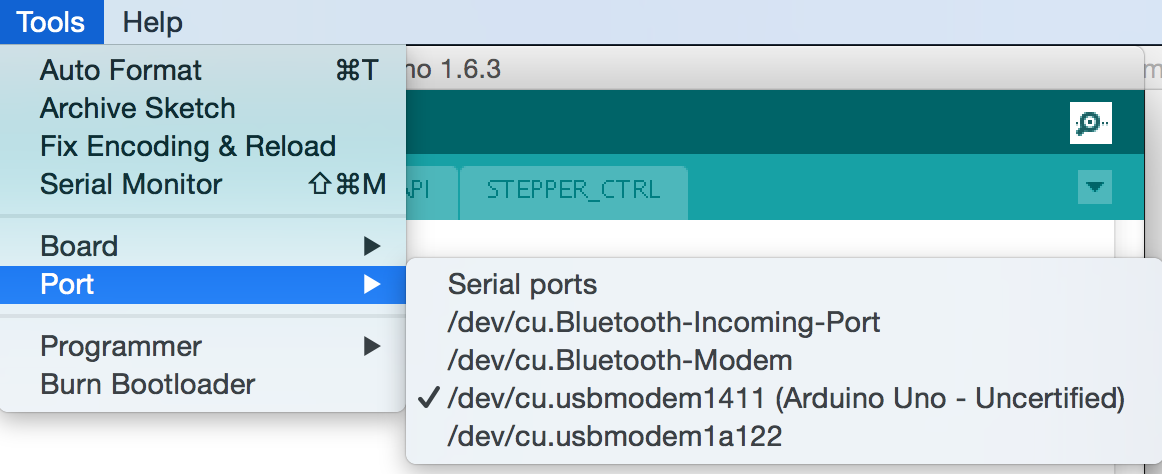 Tools Help
Auto Format ⌘T
Archive Sketch
Fix Encoding & Reload
Serial Monitor ⇧⌘M
Board ▶
Port ▶
Programmer ▶
Burn Bootloader
1.6.3
STEPPER_CTRL
Serial ports
/dev/cu.Bluetooth-Incoming-Port
/dev/cu.Bluetooth-Modem
✓ /dev/cu.usbmodem1411 (Arduino Uno - Uncertified)
/dev/cu.usbmodem1a122